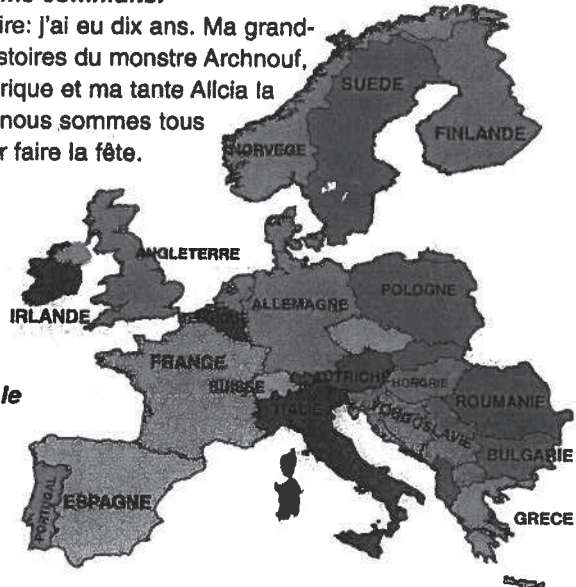 ire: j'ai eu dix ans. Ma grand-
stoires du monstre Archnouf,
rique et ma tante Alicia la
nous sommes tous
r faire la fête.
SUEDE
FINLANDE
NORVEGE
ANGLETERRE
IRLANDE
ALLEMAGNE
POLOGNE
FRANCE
SUISSE
AUTRICHE
HONGRIE
ROUMANIE
ITALIE
YOUGOSLAVIE
BULGARIE
le
ESPAGNE
PORTUGAL
GRECE